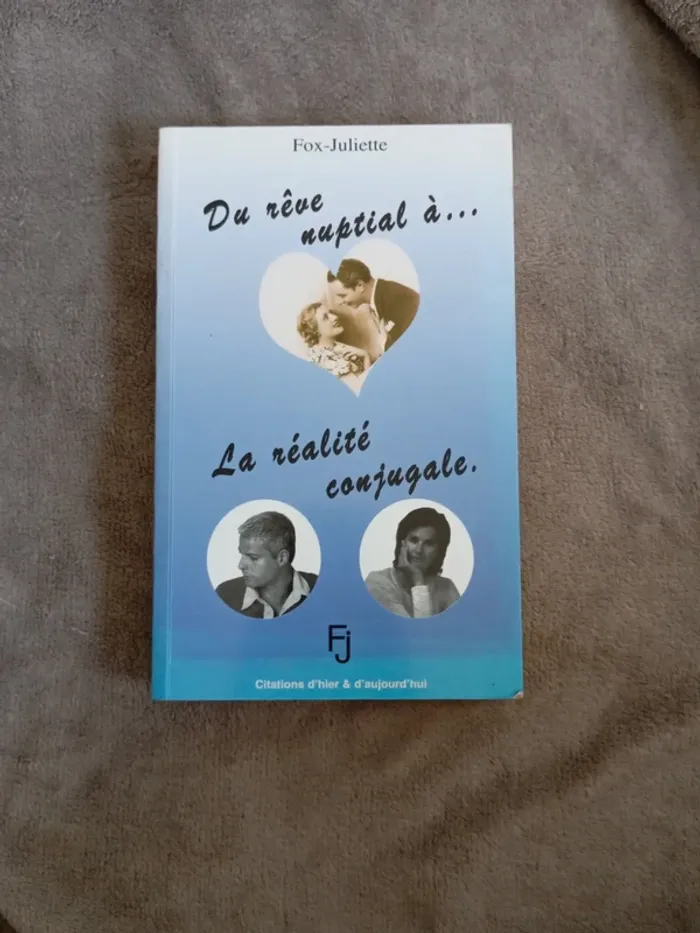 Fox-Juliette
Du rêve
nuptial à...
La réalité
conjugale.
FJ
Citations d'hier & d'aujourd'hui